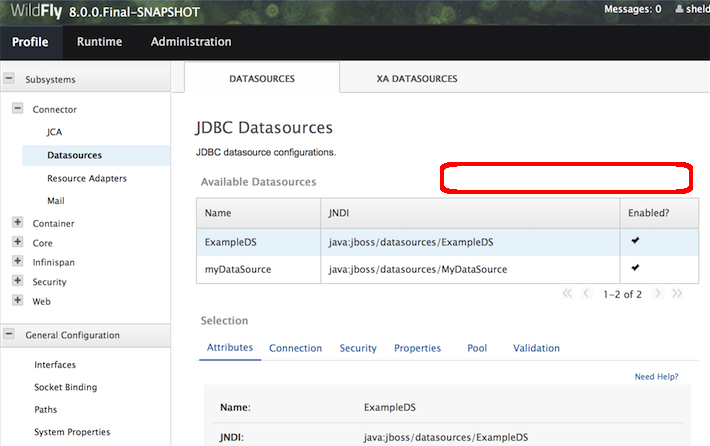 WildFly 8.0.0.Final-SNAPSHOT
Messages: 0
Profile Runtime Administration
Subsystems
Connector
JCA
Datasources
Resource Adapters
Mail
Container
Core
Infinispan
Security
Web
General Configuration
Interfaces
Socket Binding
Paths
System Properties
DATASOURCES XA DATASOURCES
JDBC Datasources
JDBC datasource configurations.
Available Datasources
Name JNDI Enabled?
ExampleDS java:jboss/datasources/ExampleDS
myDataSource java:jboss/datasources/MyDataSource
1-2 of 2
Selection
Attributes Connection Security Properties Pool Validation
Need Help?
Name: ExampleDS
JNDI: java:jboss/datasources/ExampleDS